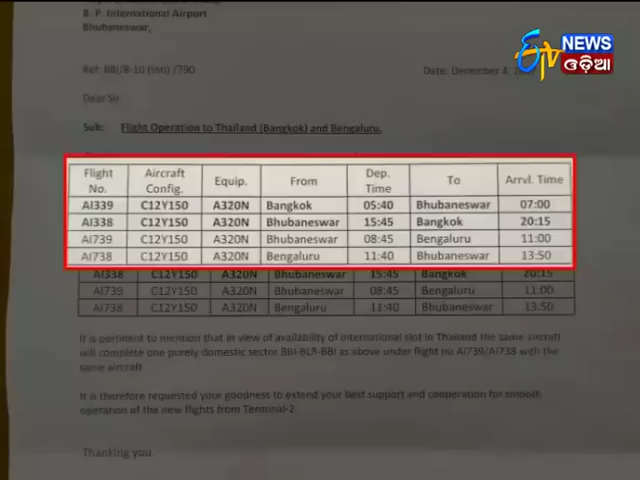 B. P. International Airport
Bhubaneswar,
ETV NEWS ଓଡ଼ିଆ
Ref: BBI/8-10 (Intl) /790 Date: December 4,
Dear Sir,
Sub: Flight Operation to Thailand (Bangkok) and Bengaluru.
Flight No. Aircraft Config. Equip. From Dep. Time To Arrvl. Time
AI339 C12Y150 A320N Bangkok 05:40 Bhubaneswar 07:00
AI338 C12Y150 A320N Bhubaneswar 15:45 Bangkok 20:15
AI739 C12Y150 A320N Bhubaneswar 08:45 Bengaluru 11:00
AI738 C12Y150 A320N Bengaluru 11:40 Bhubaneswar 13:50
AI338 C12Y150 A320N Bhubaneswar 15:45 Bangkok 20:15
AI739 C12Y150 A320N Bhubaneswar 08:45 Bengaluru 11:00
AI738 C12Y150 A320N Bengaluru 11:40 Bhubaneswar 13:50
It is pertinent to mention that in view of availability of international slot in Thailand the same aircraft
will complete one purely domestic sector BBI-BLR-BBI as above under flight no AI739/AI738 with the
same aircraft.
It is therefore requested your goodness to extend your best support and cooperation for smooth
operation of the new flights from Terminal-2.
Thanking you.